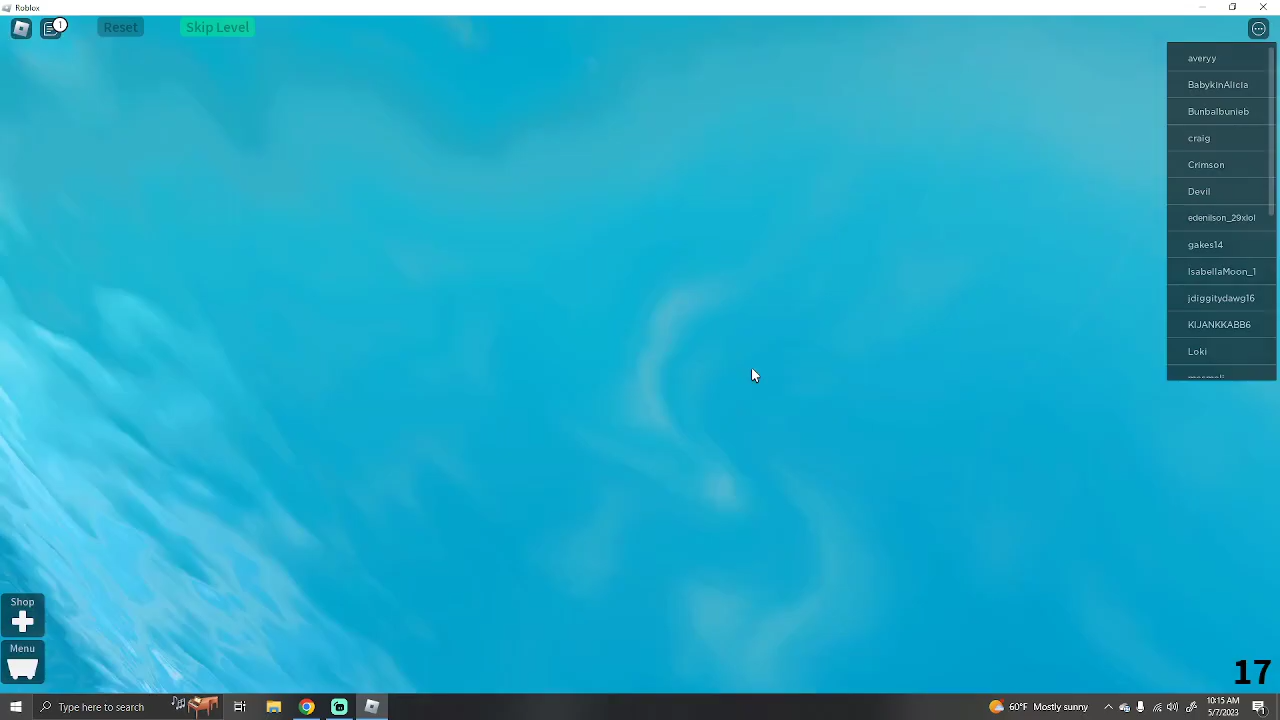 Roblox
1
Reset
Skip Level
averyy
BabykinAlicia
Bunbalbunieb
craig
Crimson
Devil
edenilson_29xlol
gakes14
IsabellaMoon_1
jdiggitydawg16
KIJANKKABB6
Loki
Shop
Menu
17
Type here to search
60°F Mostly sunny
10:15 AM
5/7/2023